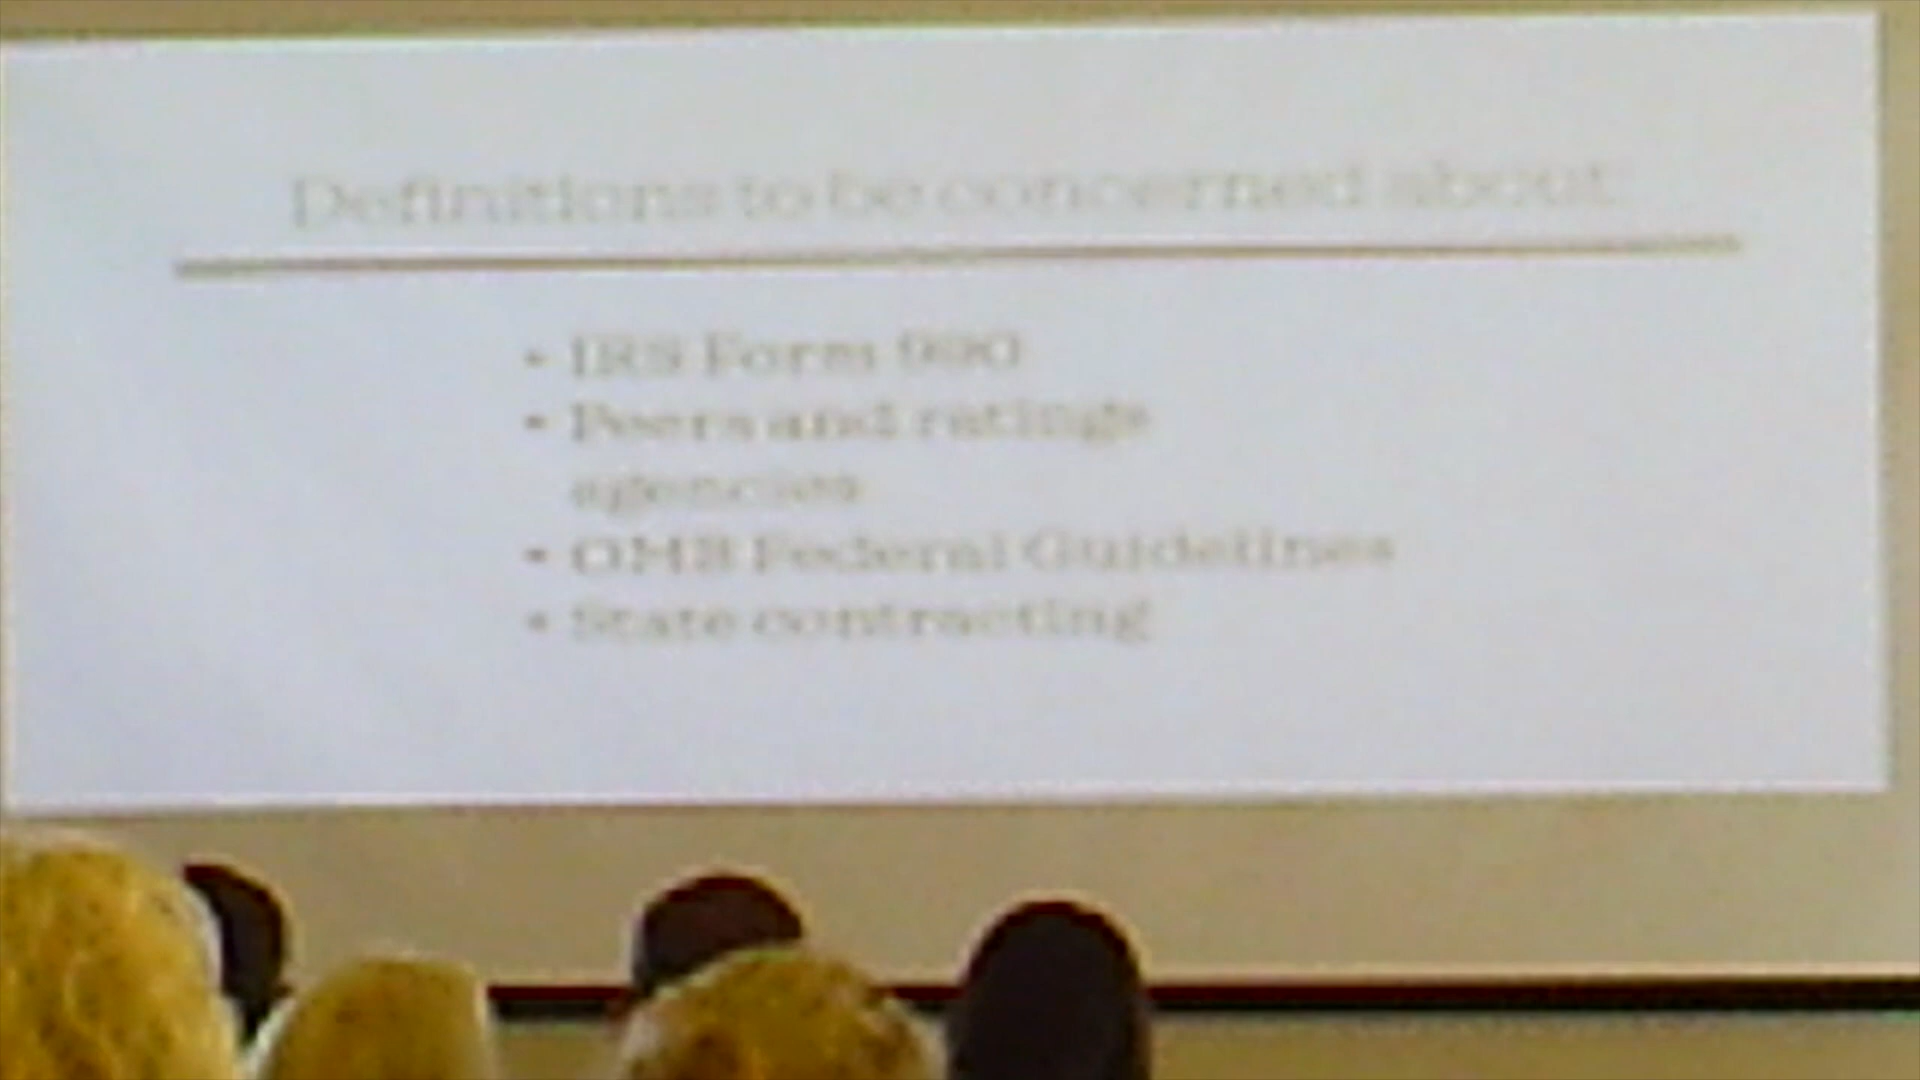 Definitions to be concerned about
• IRS Form 990
• Peers and ratings
agencies
• OMB Federal Guidelines
• State contracting